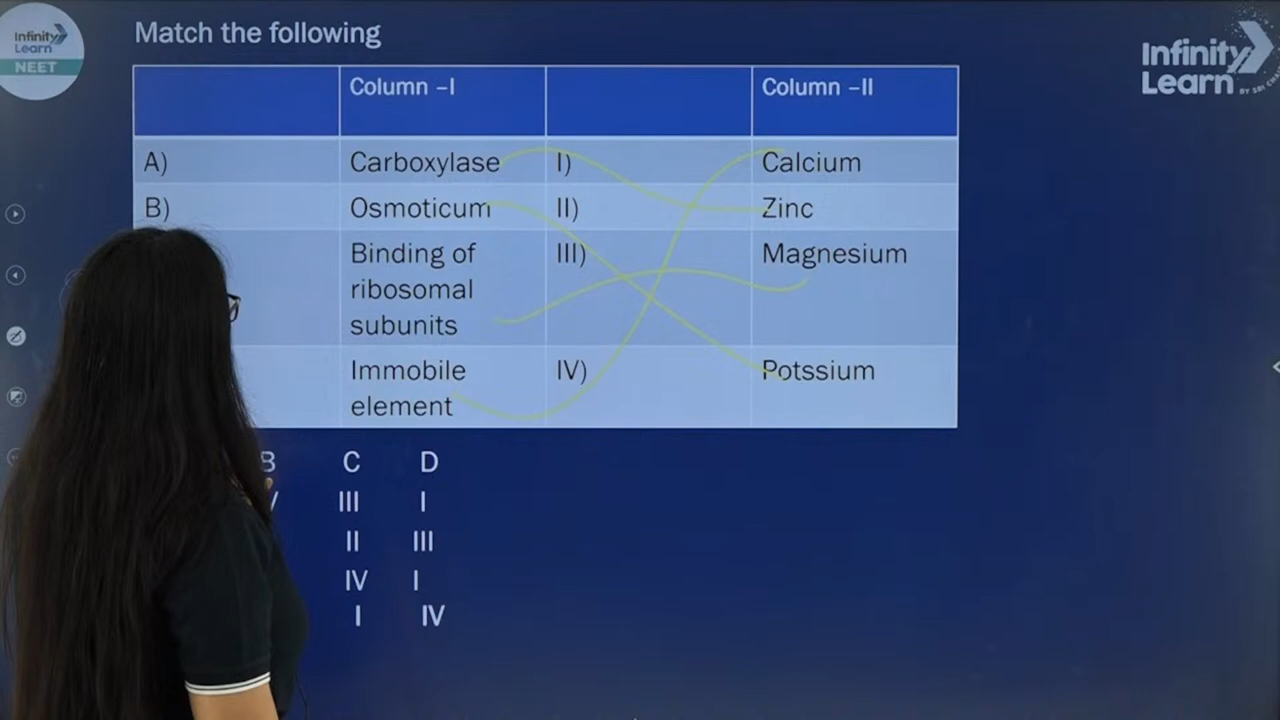 Infinity
Learn
NEET
Match the following
Infinity
Learn
Column –I
Column –II
A)
Carboxylase
I)
Calcium
B)
Osmoticum
II)
Zinc
Binding of
ribosomal
subunits
III)
Magnesium
Immobile
element
IV)
Potssium
B C D
III I
II III
IV I
I IV